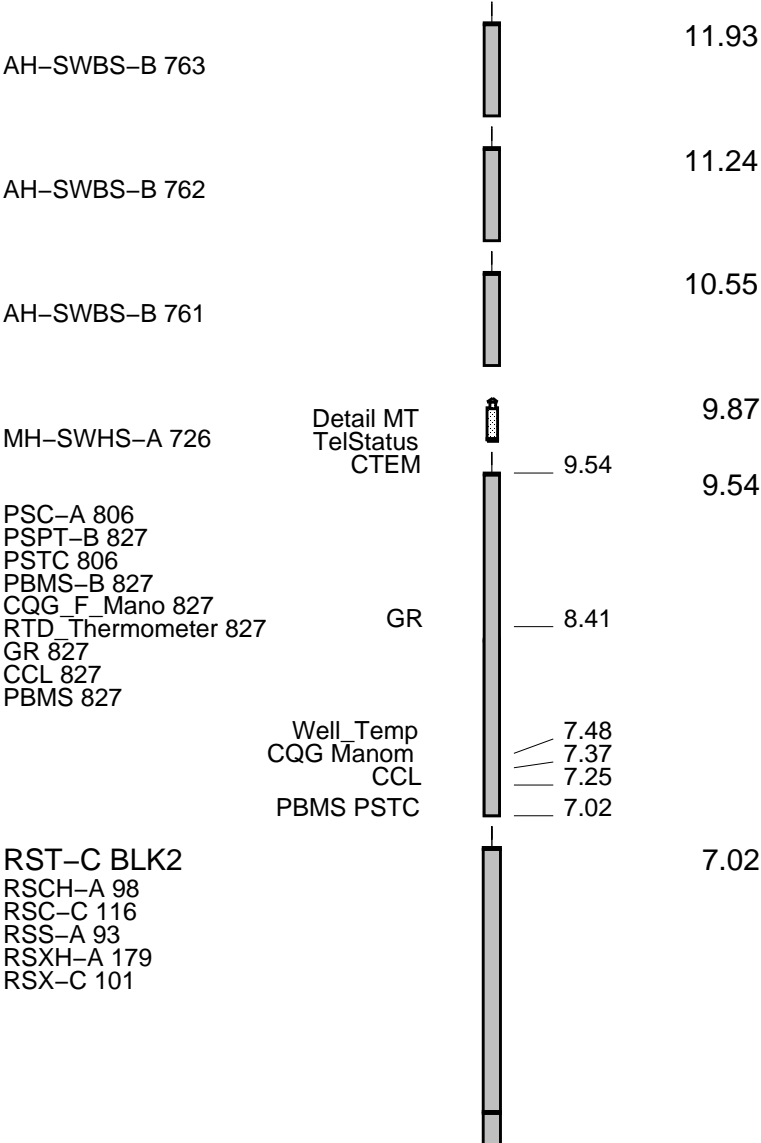 11.93
AH−SWBS−B 763
11.24
AH−SWBS−B 762
10.55
AH−SWBS−B 761
9.87
Detail MT
MH−SWHS−A 726
TelStatus
CTEM 9.54
9.54
PSC−A 806
PSPT−B 827
PSTC 806
PBMS−B 827
CQG_F_Mano 827
RTD_Thermometer 827
GR 8.41
GR 827
CCL 827
PBMS 827
Well_Temp 7.48
CQG Manom 7.37
CCL 7.25
PBMS PSTC 7.02
RST−C BLK2 7.02
RSCH−A 98
RSC−C 116
RSS−A 93
RSXH−A 179
RSX−C 101